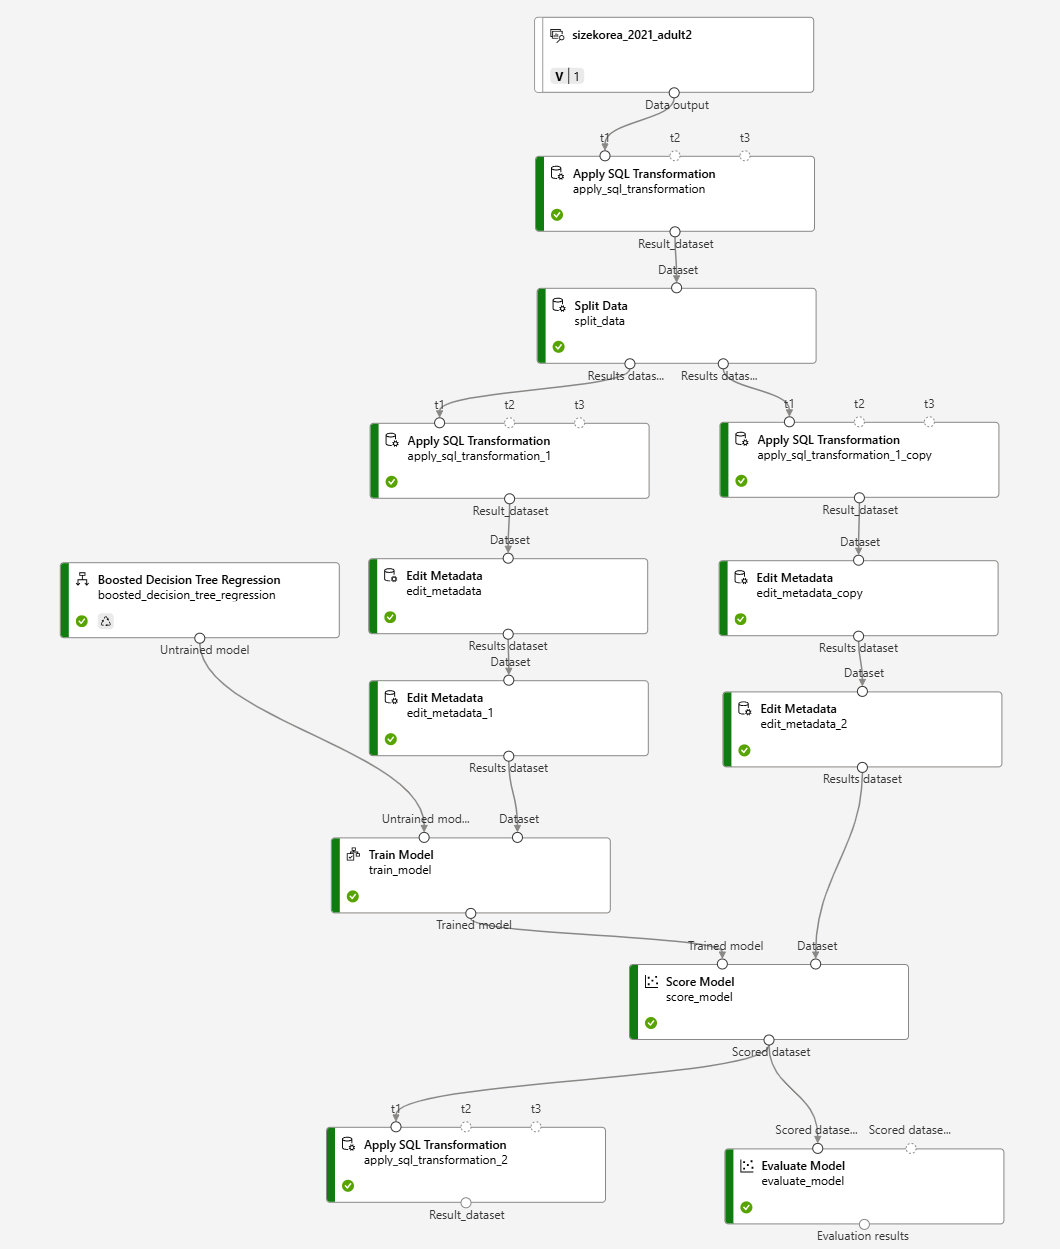 sizekorea_2021_adult2
V | 1
Data output
t1 t2 t3
Apply SQL Transformation
apply_sql_transformation
Result_dataset
Dataset
Split Data
split_data
Results datas... Results datas...
t1 t2 t3 t1 t2 t3
Apply SQL Transformation
apply_sql_transformation_1
Apply SQL Transformation
apply_sql_transformation_1_copy
Result_dataset
Result_dataset
Dataset
Dataset
Boosted Decision Tree Regression
boosted_decision_tree_regression
Untrained model
Edit Metadata
edit_metadata
Edit Metadata
edit_metadata_copy
Results dataset
Results dataset
Dataset
Dataset
Edit Metadata
edit_metadata_1
Edit Metadata
edit_metadata_2
Results dataset
Results dataset
Untrained mod... Dataset
Train Model
train_model
Trained model
Trained model Dataset
Score Model
score_model
Scored dataset
t1 t2 t3
Scored datase... Scored datase...
Apply SQL Transformation
apply_sql_transformation_2
Evaluate Model
evaluate_model
Result_dataset
Evaluation results